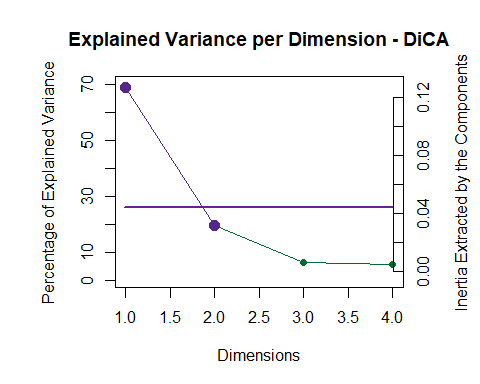 Explained Variance per Dimension - DiCA
Percentage of Explained Variance
70
50
30
10
0
0.12
0.08
0.04
0.00
Inertia Extracted by the Components
1.0 1.5 2.0 2.5 3.0 3.5 4.0
Dimensions